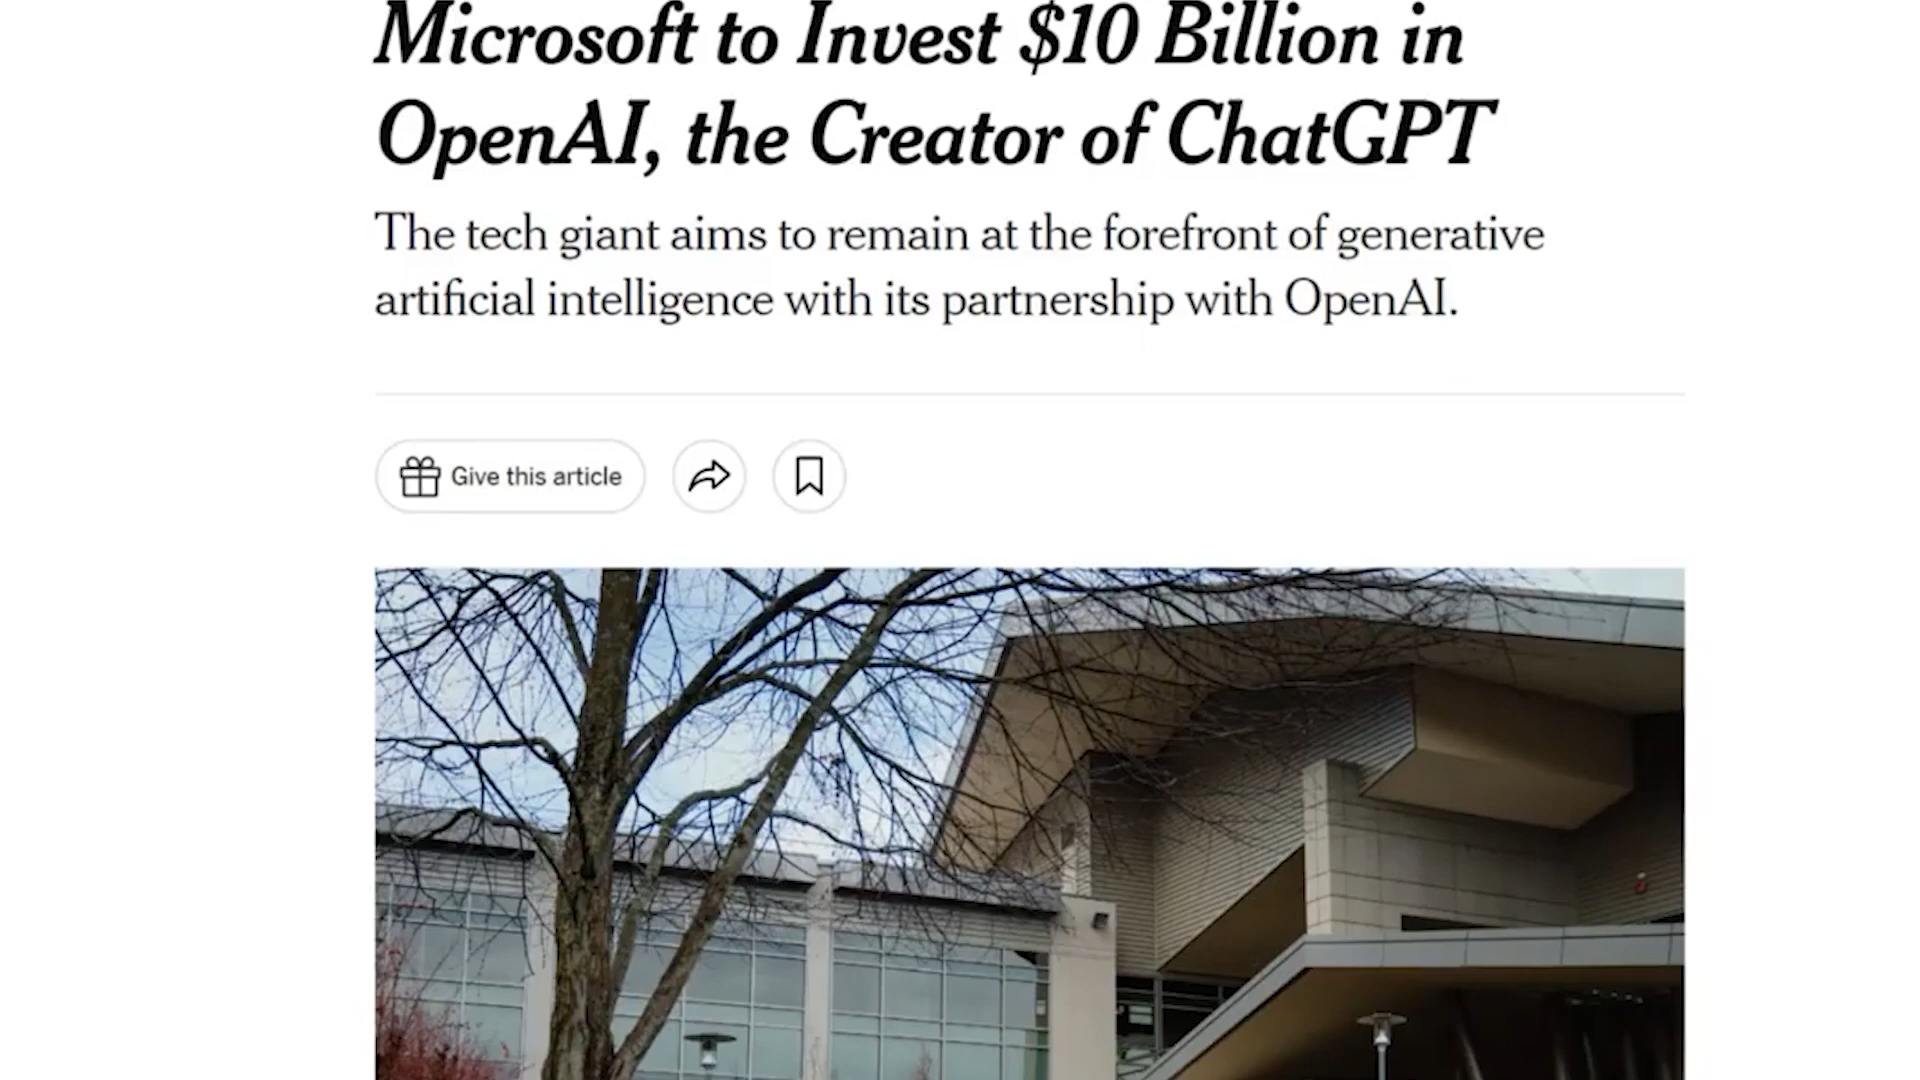 Microsoft to Invest $10 Billion in
OpenAI, the Creator of ChatGPT
The tech giant aims to remain at the forefront of generative
artificial intelligence with its partnership with OpenAI.
Give this article